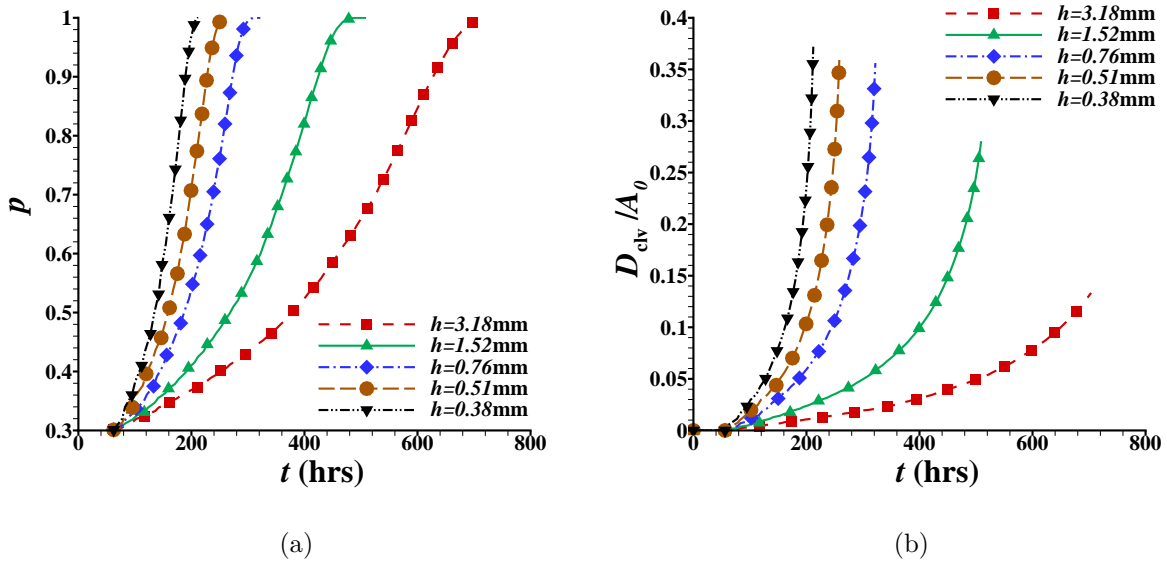 p
1
0.9
0.8
0.7
0.6
0.5
0.4
0.3
0
200
400
600
800
t (hrs)
h=3.18mm
h=1.52mm
h=0.76mm
h=0.51mm
h=0.38mm
(a)
D_clv /A_0
0.4
0.35
0.3
0.25
0.2
0.15
0.1
0.05
0
0
200
400
600
800
t (hrs)
h=3.18mm
h=1.52mm
h=0.76mm
h=0.51mm
h=0.38mm
(b)